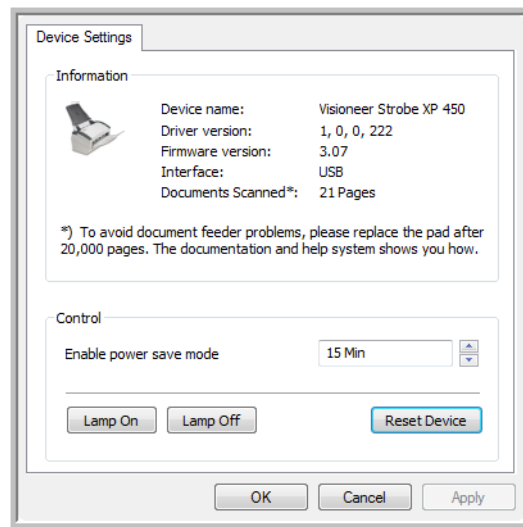 Device Settings
Information
Device name: Visioneer Strobe XP 450
Driver version: 1, 0, 0, 222
Firmware version: 3.07
Interface: USB
Documents Scanned*: 21 Pages
*) To avoid document feeder problems, please replace the pad after
20,000 pages. The documentation and help system shows you how.
Control
Enable power save mode 15 Min
Lamp On Lamp Off Reset Device
OK Cancel Apply